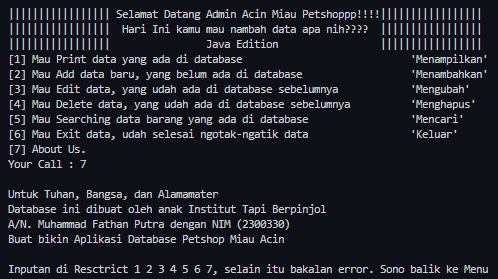 ||||||||||||||||| Selamat Datang Admin Acin Miau Petshoppp!!!!|||||||||||||||||
||||||||||||||||| Hari Ini kamu mau nambah data apa nih???? |||||||||||||||||
||||||||||||||||| Java Edition |||||||||||||||||
[1] Mau Print data yang ada di database 'Menampilkan'
[2] Mau Add data baru, yang belum ada di database 'Menambahkan'
[3] Mau Edit data, yang udah ada di database sebelumnya 'Mengubah'
[4] Mau Delete data, yang udah ada di database sebelumnya 'Menghapus'
[5] Mau Searching data barang yang ada di database 'Mencari'
[6] Mau Exit data, udah selesai ngotak-ngatik data 'Keluar'
[7] About Us.
Your Call : 7
Untuk Tuhan, Bangsa, dan Alamamater
Database ini dibuat oleh anak Institut Tapi Berpinjol
A/N. Muhammad Fathan Putra dengan NIM (2300330)
Buat bikin Aplikasi Database Petshop Miau Acin
Inputan di Resctrict 1 2 3 4 5 6 7, selain itu bakalan error. Sono balik ke Menu